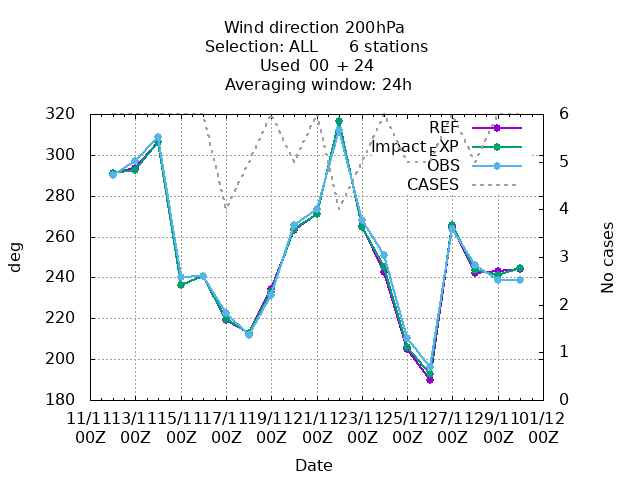 Wind direction 200hPa
Selection: ALL 6 stations
Used 00 + 24
Averaging window: 24h
320
300
280
260
240
220
200
180
deg
6
5
4
3
2
1
0
No cases
REF
Impact EXP
OBS
CASES
11/11 13/11 15/11 17/11 19/11 21/11 23/11 25/11 27/11 29/11 01/12
00Z 00Z 00Z 00Z 00Z 00Z 00Z 00Z 00Z 00Z 00Z
Date